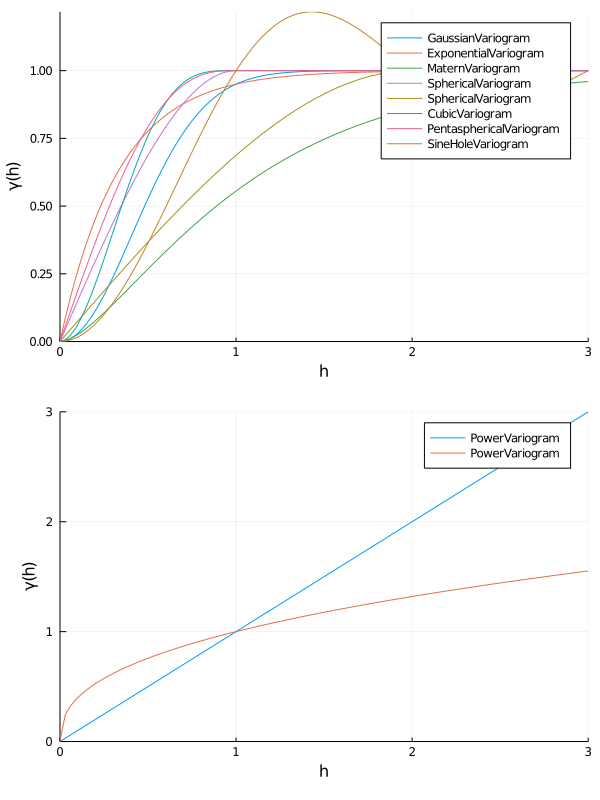 γ(h)
1.00
0.75
0.50
0.25
0.00
GaussianVariogram
ExponentialVariogram
MaternVariogram
SphericalVariogram
SphericalVariogram
CubicVariogram
PentasphericalVariogram
SineHoleVariogram
0 1 2 3
h
γ(h)
3
2
1
0
PowerVariogram
PowerVariogram
0 1 2 3
h